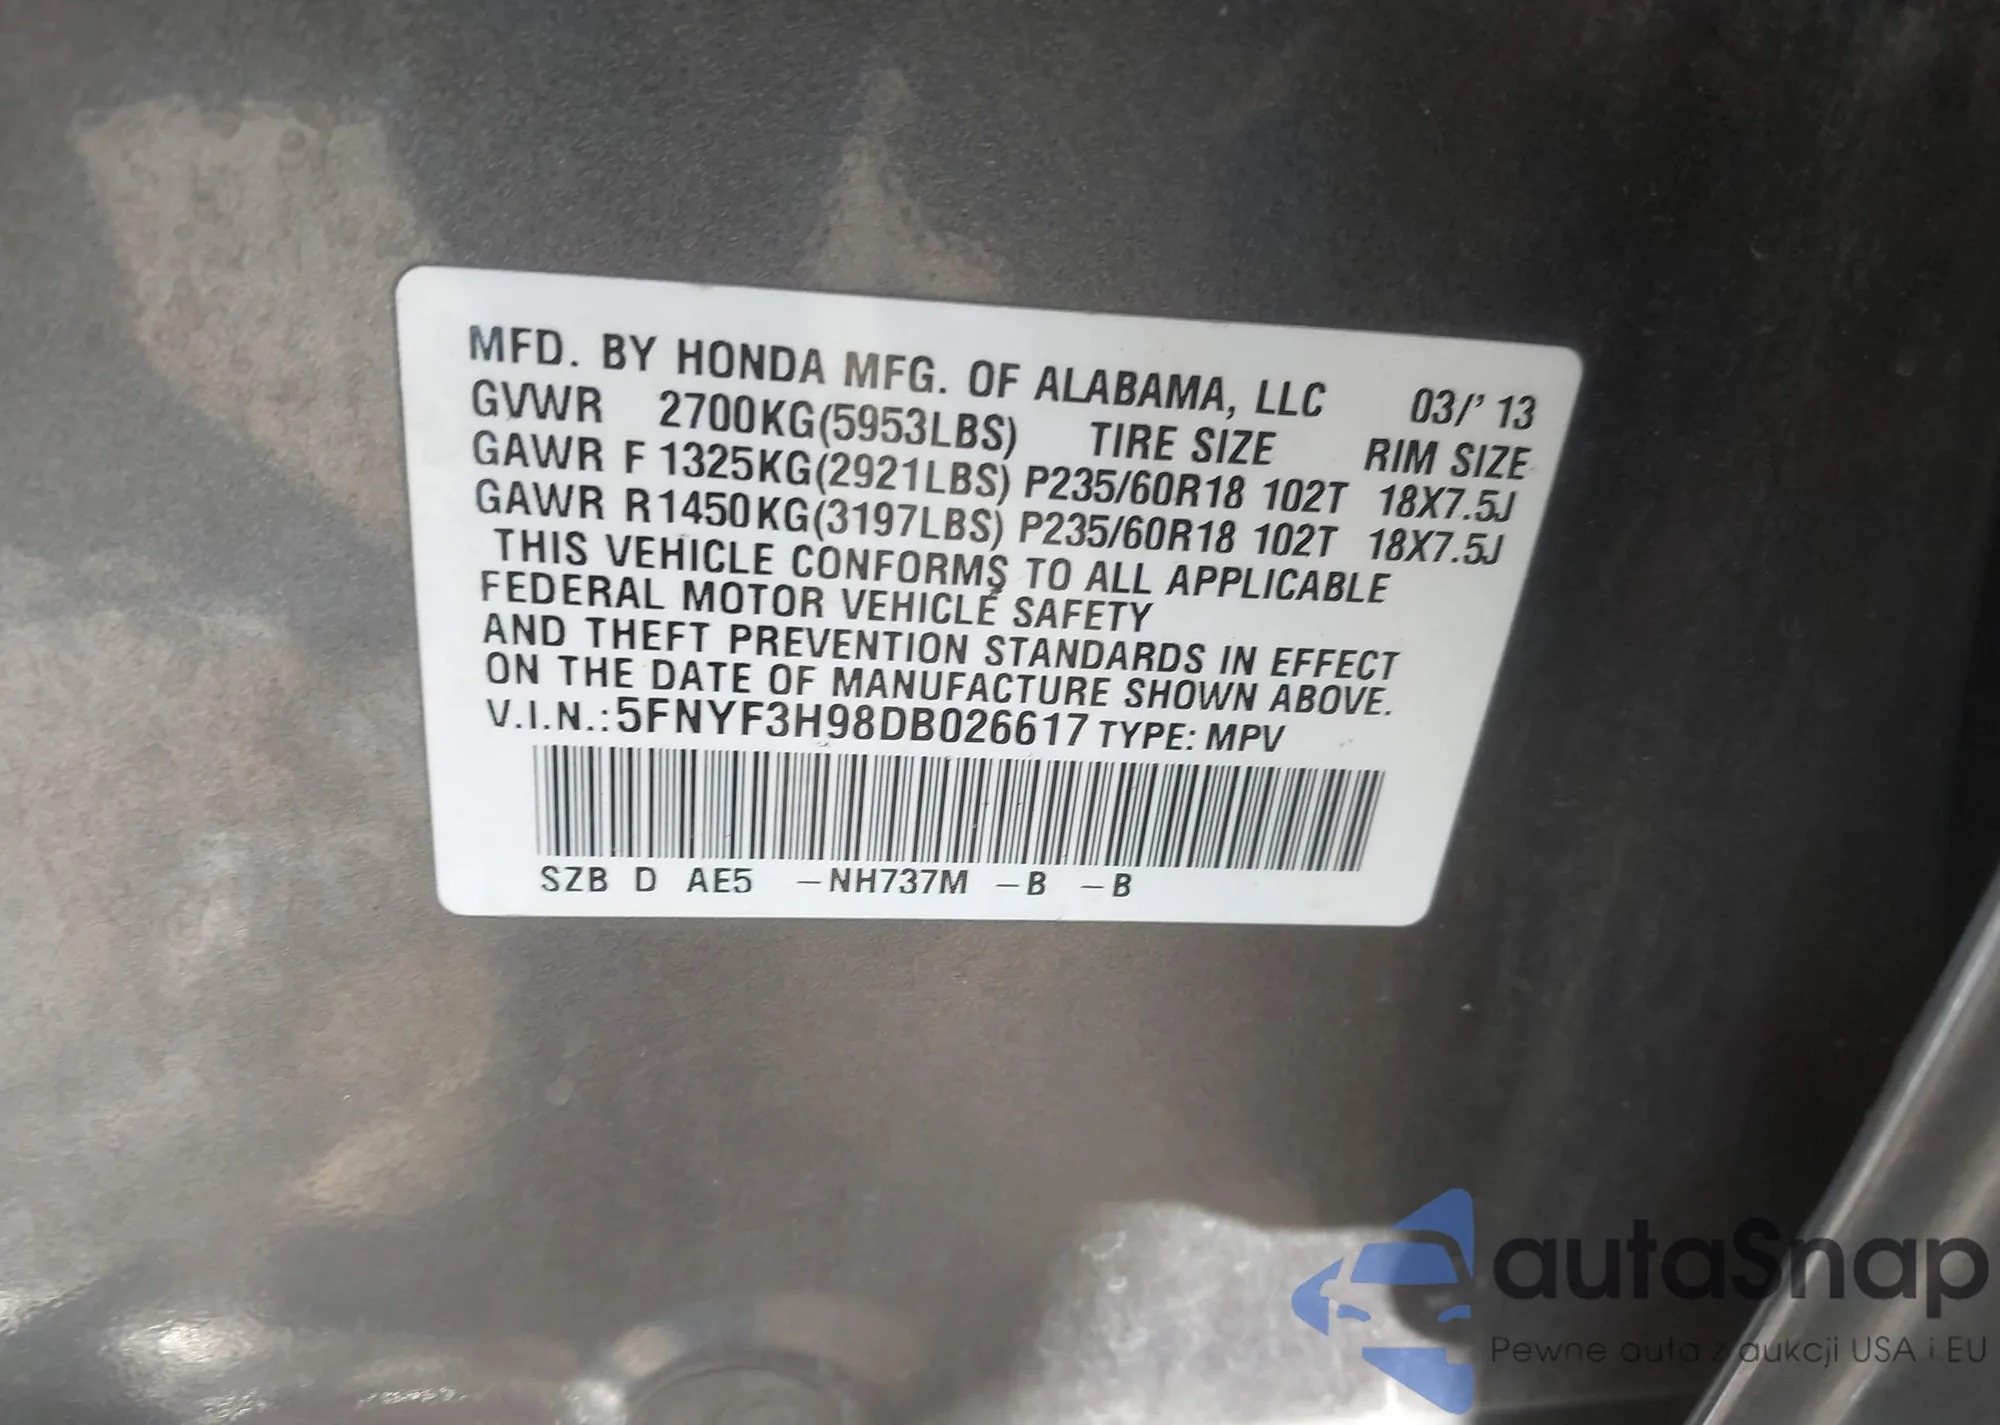 MFD. BY HONDA MFG. OF ALABAMA, LLC 03/' 13
GVWR 2700KG(5953LBS) TIRE SIZE RIM SIZE
GAWR F 1325KG(2921LBS) P235/60R18 102T 18X7.5J
GAWR R 1450KG(3197LBS) P235/60R18 102T 18X7.5J
THIS VEHICLE CONFORMS TO ALL APPLICABLE
FEDERAL MOTOR VEHICLE SAFETY
AND THEFT PREVENTION STANDARDS IN EFFECT
ON THE DATE OF MANUFACTURE SHOWN ABOVE.
V.I.N.:5FNYF3H98DB026617 TYPE: MPV
SZB D AE5 –NH737M –B –B
autaSnap
Pewne auta z aukcji USA i EU